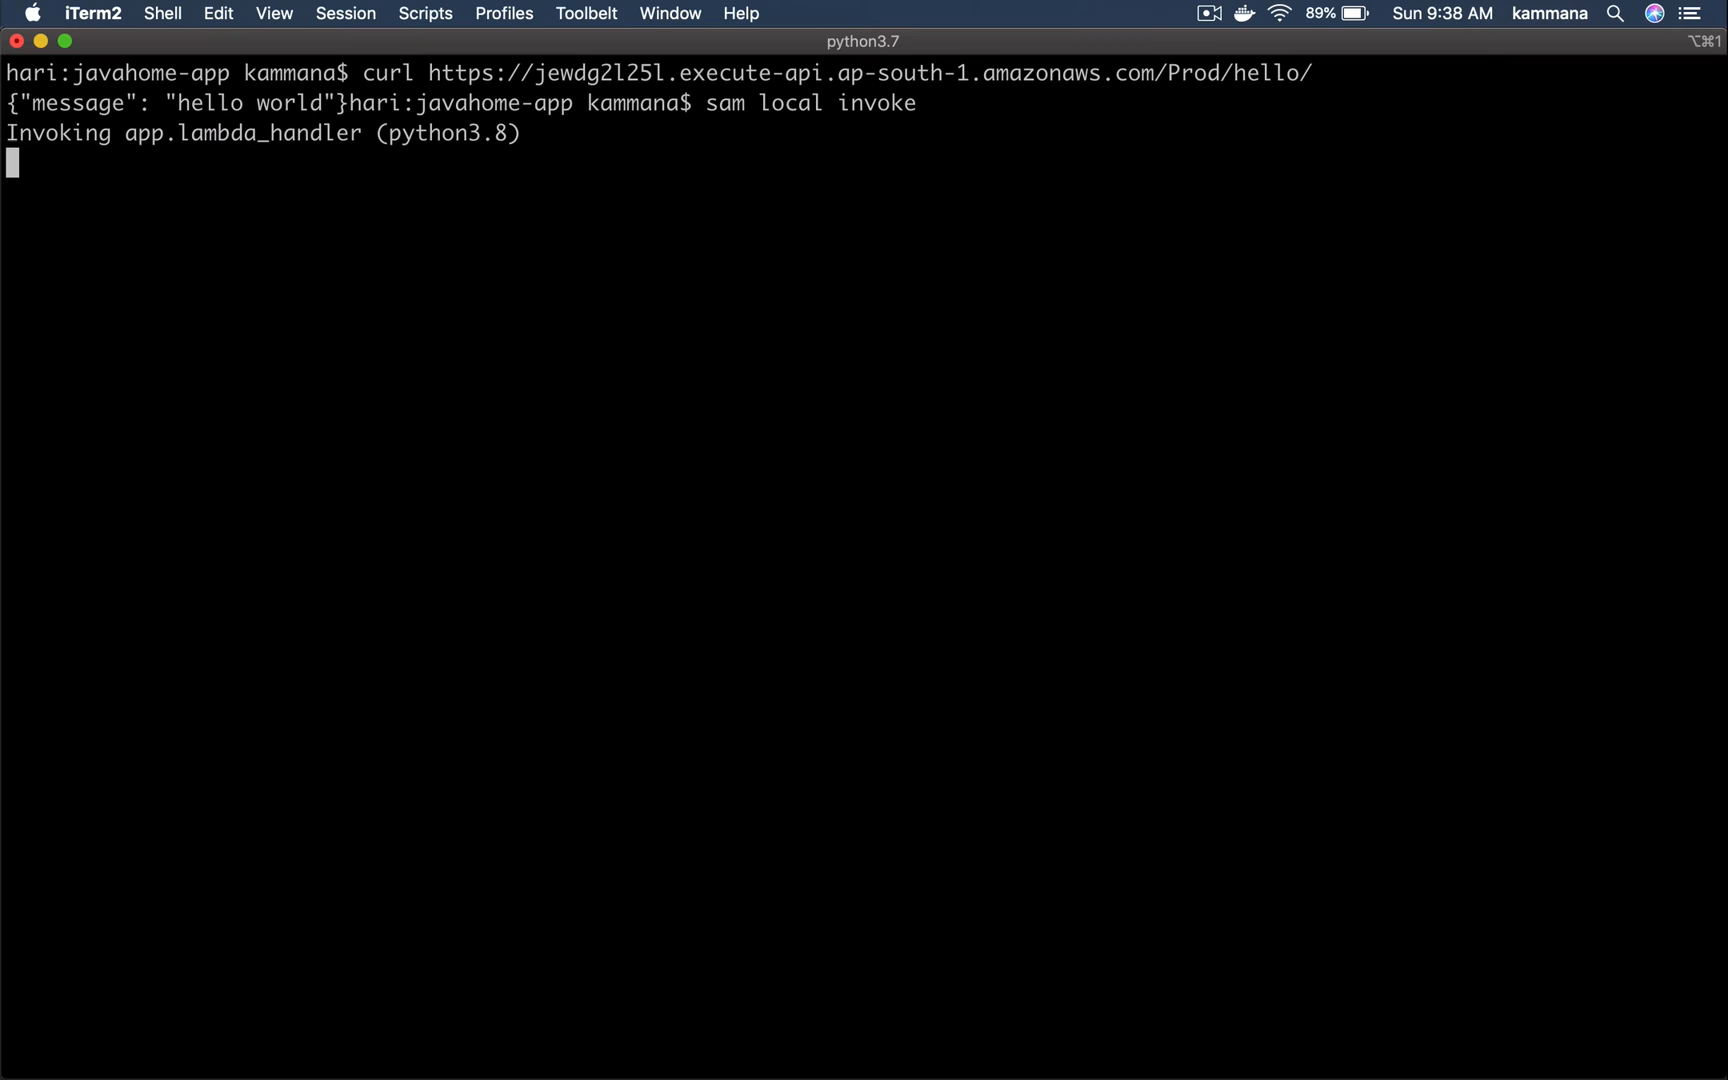 iTerm2 Shell Edit View Session Scripts Profiles Toolbelt Window Help 89% Sun 9:38 AM kammana
python3.7 ⌥⌘1
hari:javahome-app kammana$ curl https://jewdg2l25l.execute-api.ap-south-1.amazonaws.com/Prod/hello/
{"message": "hello world"}hari:javahome-app kammana$ sam local invoke
Invoking app.lambda_handler (python3.8)